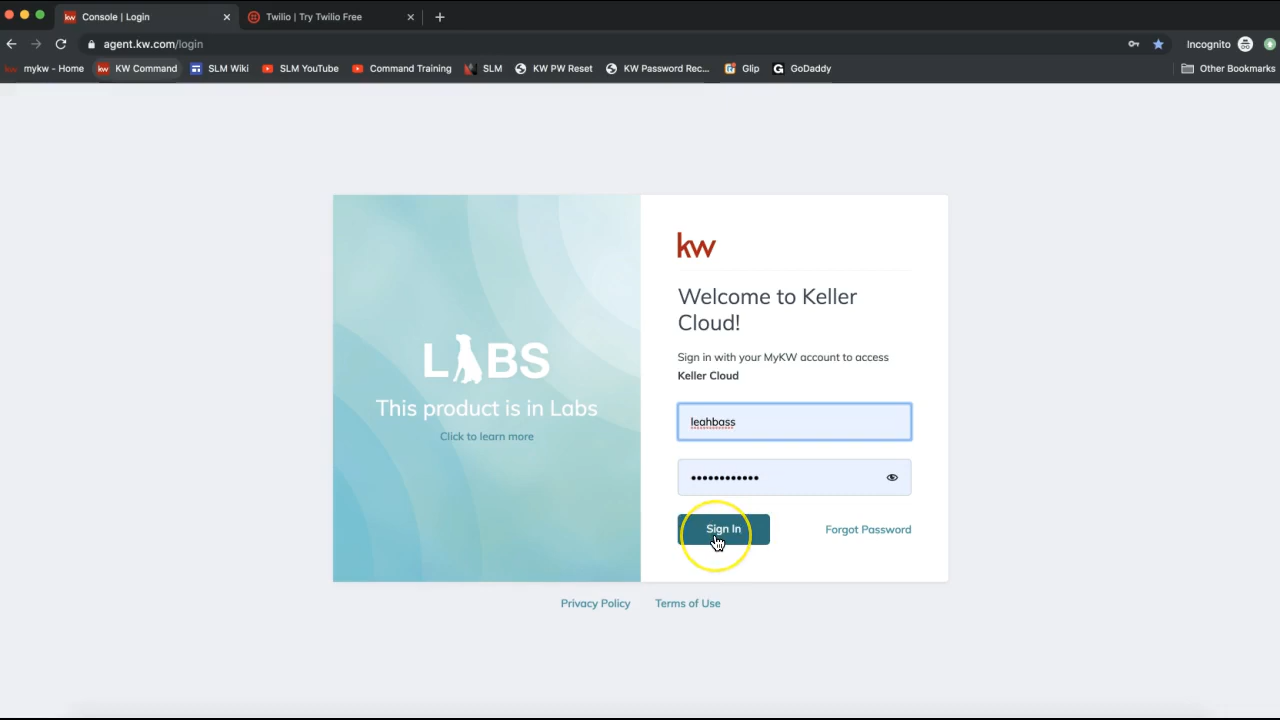 Console | Login
Twilio | Try Twilio Free
agent.kw.com/login
Incognito
mykw - Home
KW Command
SLM Wiki
SLM YouTube
Command Training
SLM
KW PW Reset
KW Password Rec...
Glip
GoDaddy
Other Bookmarks
LABS
This product is in Labs
Click to learn more
kw
Welcome to Keller
Cloud!
Sign in with your MyKW account to access
Keller Cloud
leahbass
••••••••••••
Sign In
Forgot Password
Privacy Policy
Terms of Use